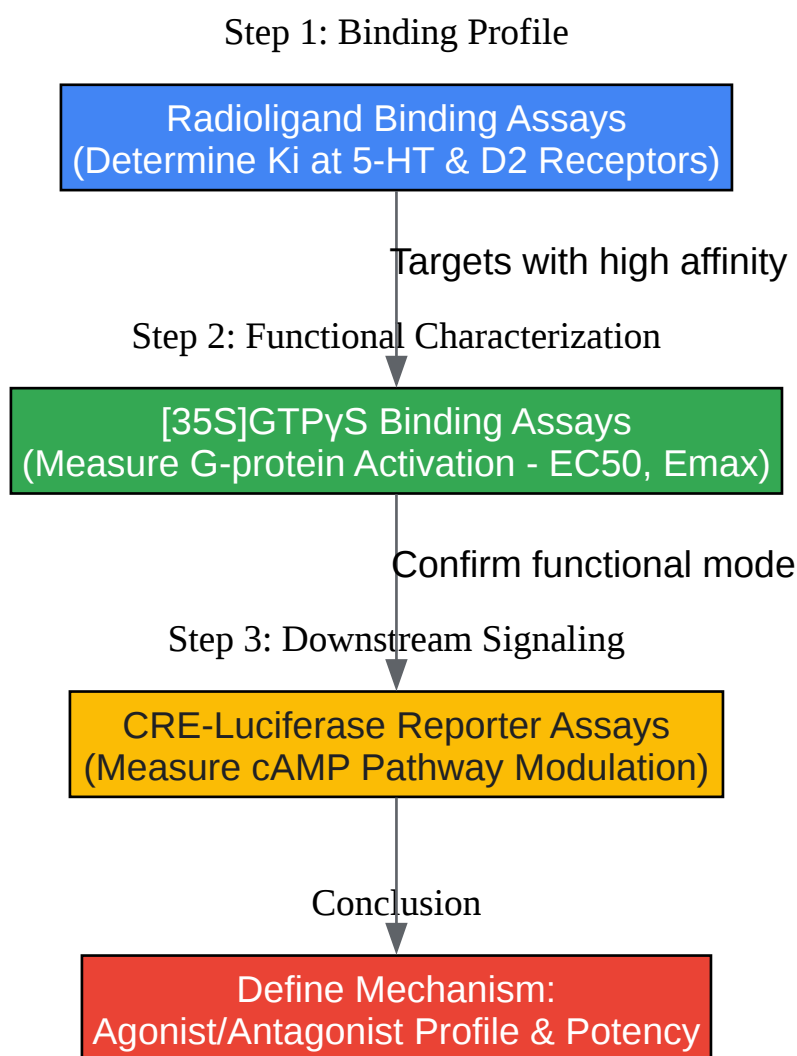 Step 1: Binding Profile
Radioligand Binding Assays
(Determine Ki at 5-HT & D2 Receptors)
Targets with high affinity
Step 2: Functional Characterization
[35S]GTPγS Binding Assays
(Measure G-protein Activation - EC50, Emax)
Confirm functional mode
Step 3: Downstream Signaling
CRE-Luciferase Reporter Assays
(Measure cAMP Pathway Modulation)
Conclusion
Define Mechanism:
Agonist/Antagonist Profile & Potency